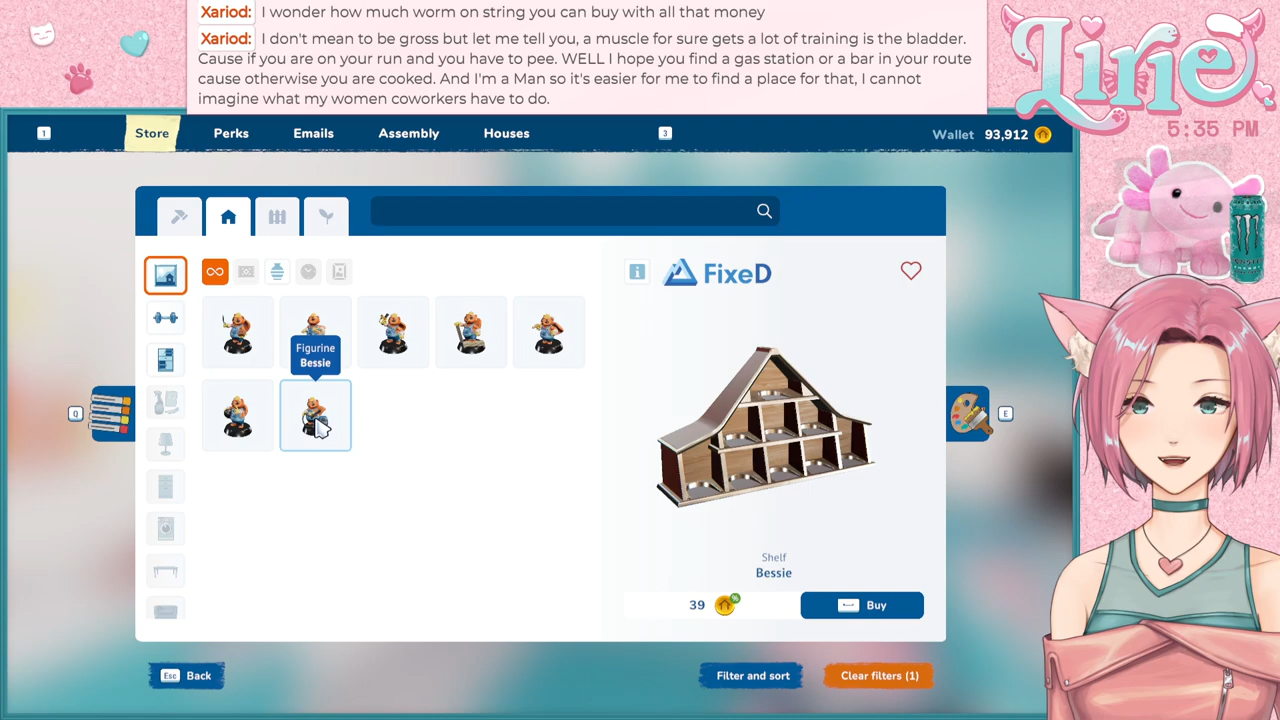 Xariod: I wonder how much worm on string you can buy with all that money
Xariod: I don't mean to be gross but let me tell you, a muscle for sure gets a lot of training is the bladder.
Cause if you are on your run and you have to pee. WELL I hope you find a gas station or a bar in your route
cause otherwise you are cooked. And I'm a Man so it's easier for me to find a place for that, I cannot
imagine what my women coworkers have to do.
Lirie
5:35 PM
1 Store Perks Emails Assembly Houses 3 Wallet 93,912
FixeD
Figurine
Bessie
Q
E
Shelf
Bessie
39 Buy
Esc Back Filter and sort Clear filters (1)